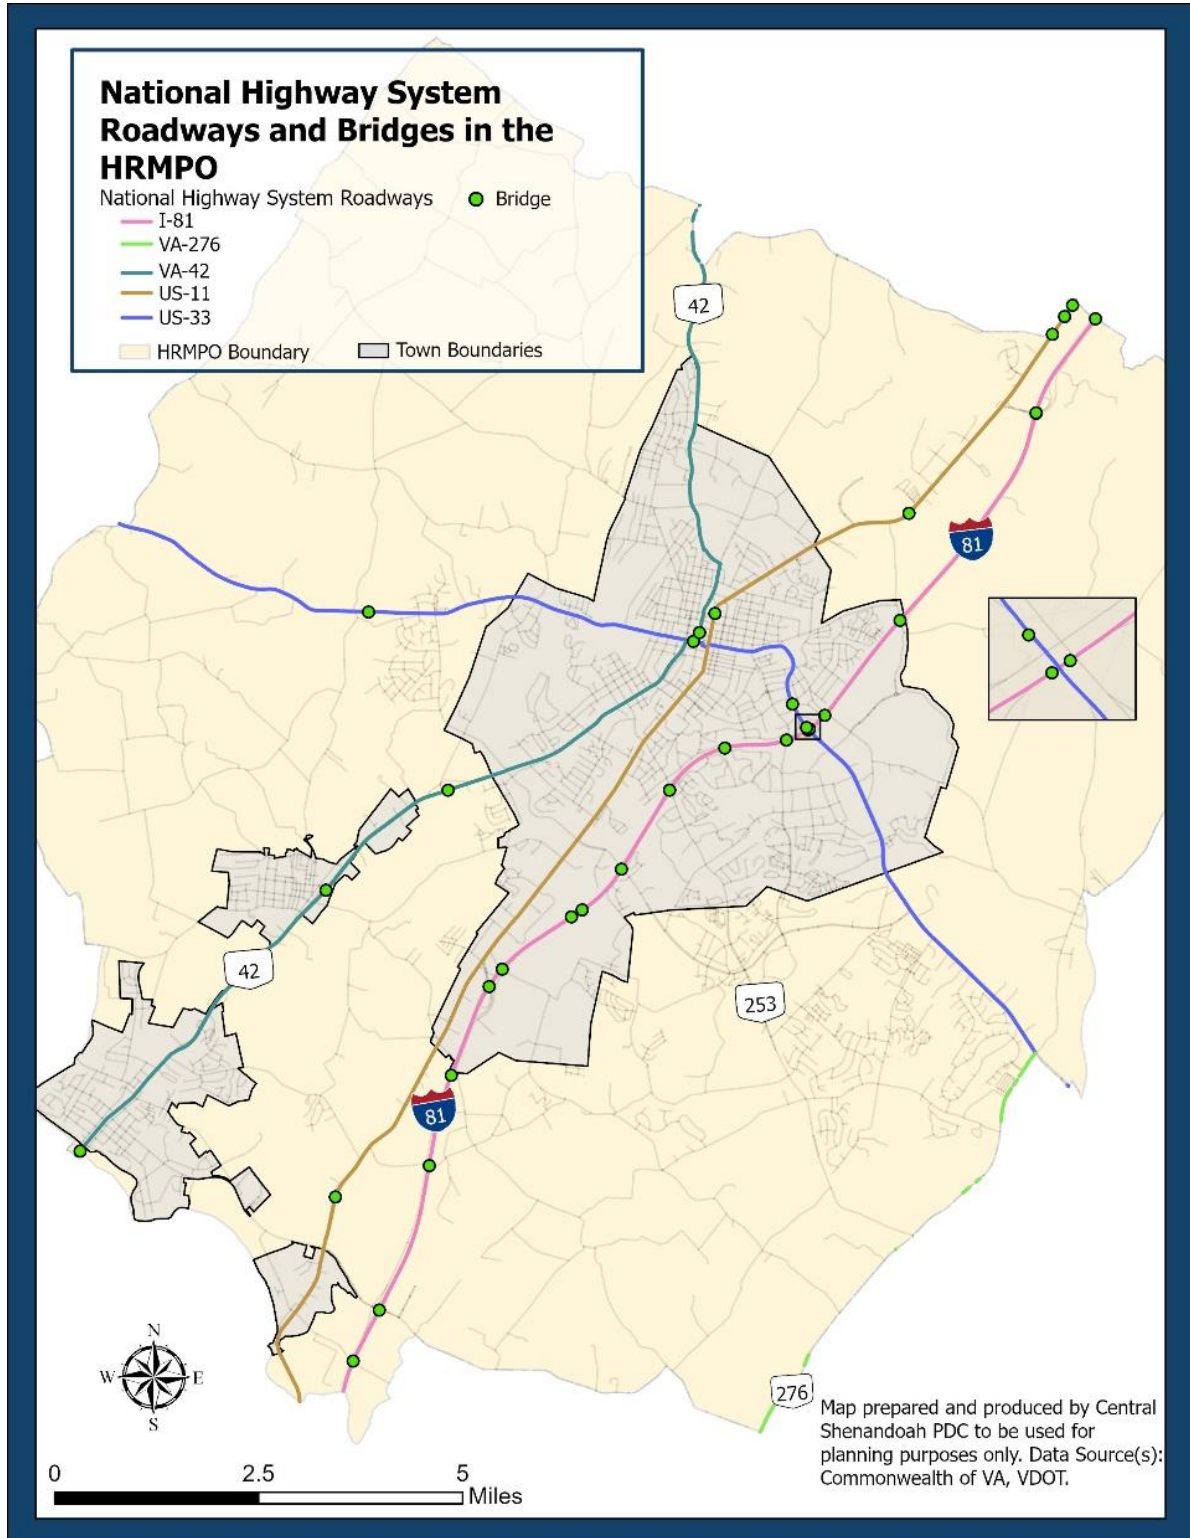 National Highway System
Roadways and Bridges in the
HRMPO
National Highway System Roadways
Bridge
I-81
VA-276
VA-42
US-11
US-33
HRMPO Boundary
Town Boundaries
42
81
42
253
81
276
N
W E
S
Map prepared and produced by Central
Shenandoah PDC to be used for
planning purposes only. Data Source(s):
Commonwealth of VA, VDOT.
0 2.5 5
Miles